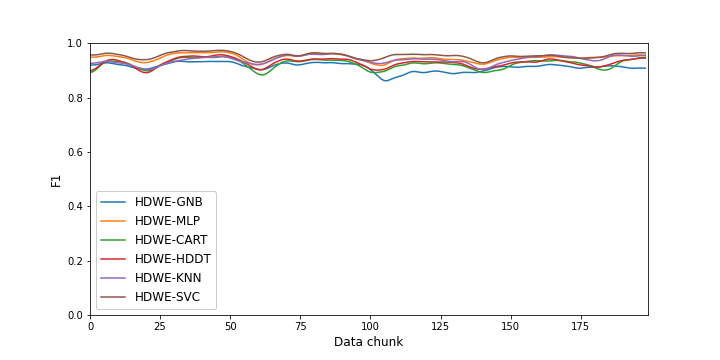 1.0
0.8
0.6
0.4
0.2
0.0
F1
HDWE-GNB
HDWE-MLP
HDWE-CART
HDWE-HDDT
HDWE-KNN
HDWE-SVC
0 25 50 75 100 125 150 175
Data chunk